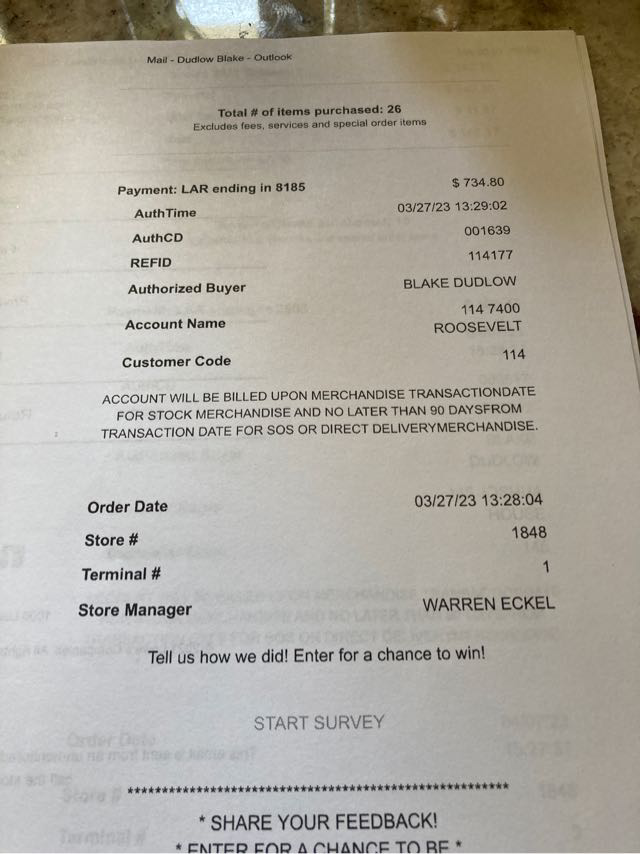 Mail - Dudlow Blake - Outlook
Total # of items purchased: 26
Excludes fees, services and special order items
Payment: LAR ending in 8185 $ 734.80
AuthTime 03/27/23 13:29:02
AuthCD 001639
REFID 114177
Authorized Buyer BLAKE DUDLOW
Account Name 114 7400
ROOSEVELT
Customer Code 114
ACCOUNT WILL BE BILLED UPON MERCHANDISE TRANSACTIONDATE
FOR STOCK MERCHANDISE AND NO LATER THAN 90 DAYSFROM
TRANSACTION DATE FOR SOS OR DIRECT DELIVERYMERCHANDISE.
Order Date 03/27/23 13:28:04
Store # 1848
Terminal # 1
Store Manager WARREN ECKEL
Tell us how we did! Enter for a chance to win!
START SURVEY
******************************************************
* SHARE YOUR FEEDBACK!
* ENTER FOR A CHANCE TO BE *